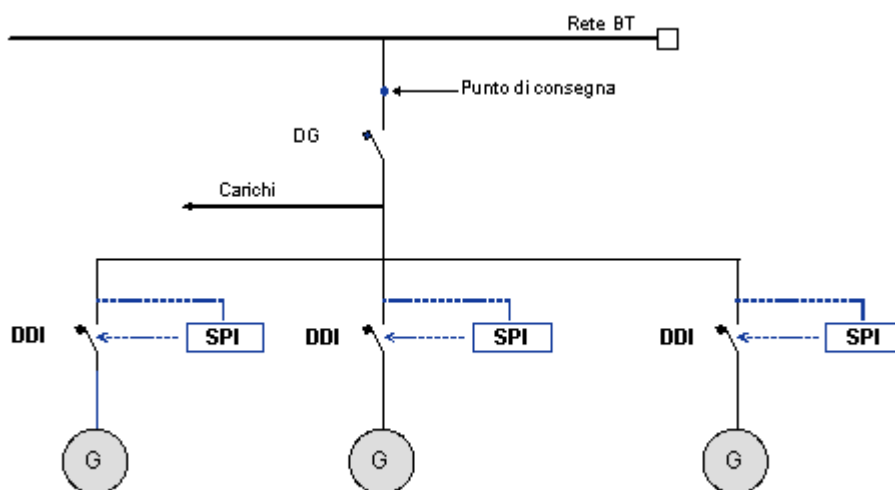 Rete BT
Punto di consegna
DG
Carichi
DDI SPI DDI SPI DDI SPI
G G G